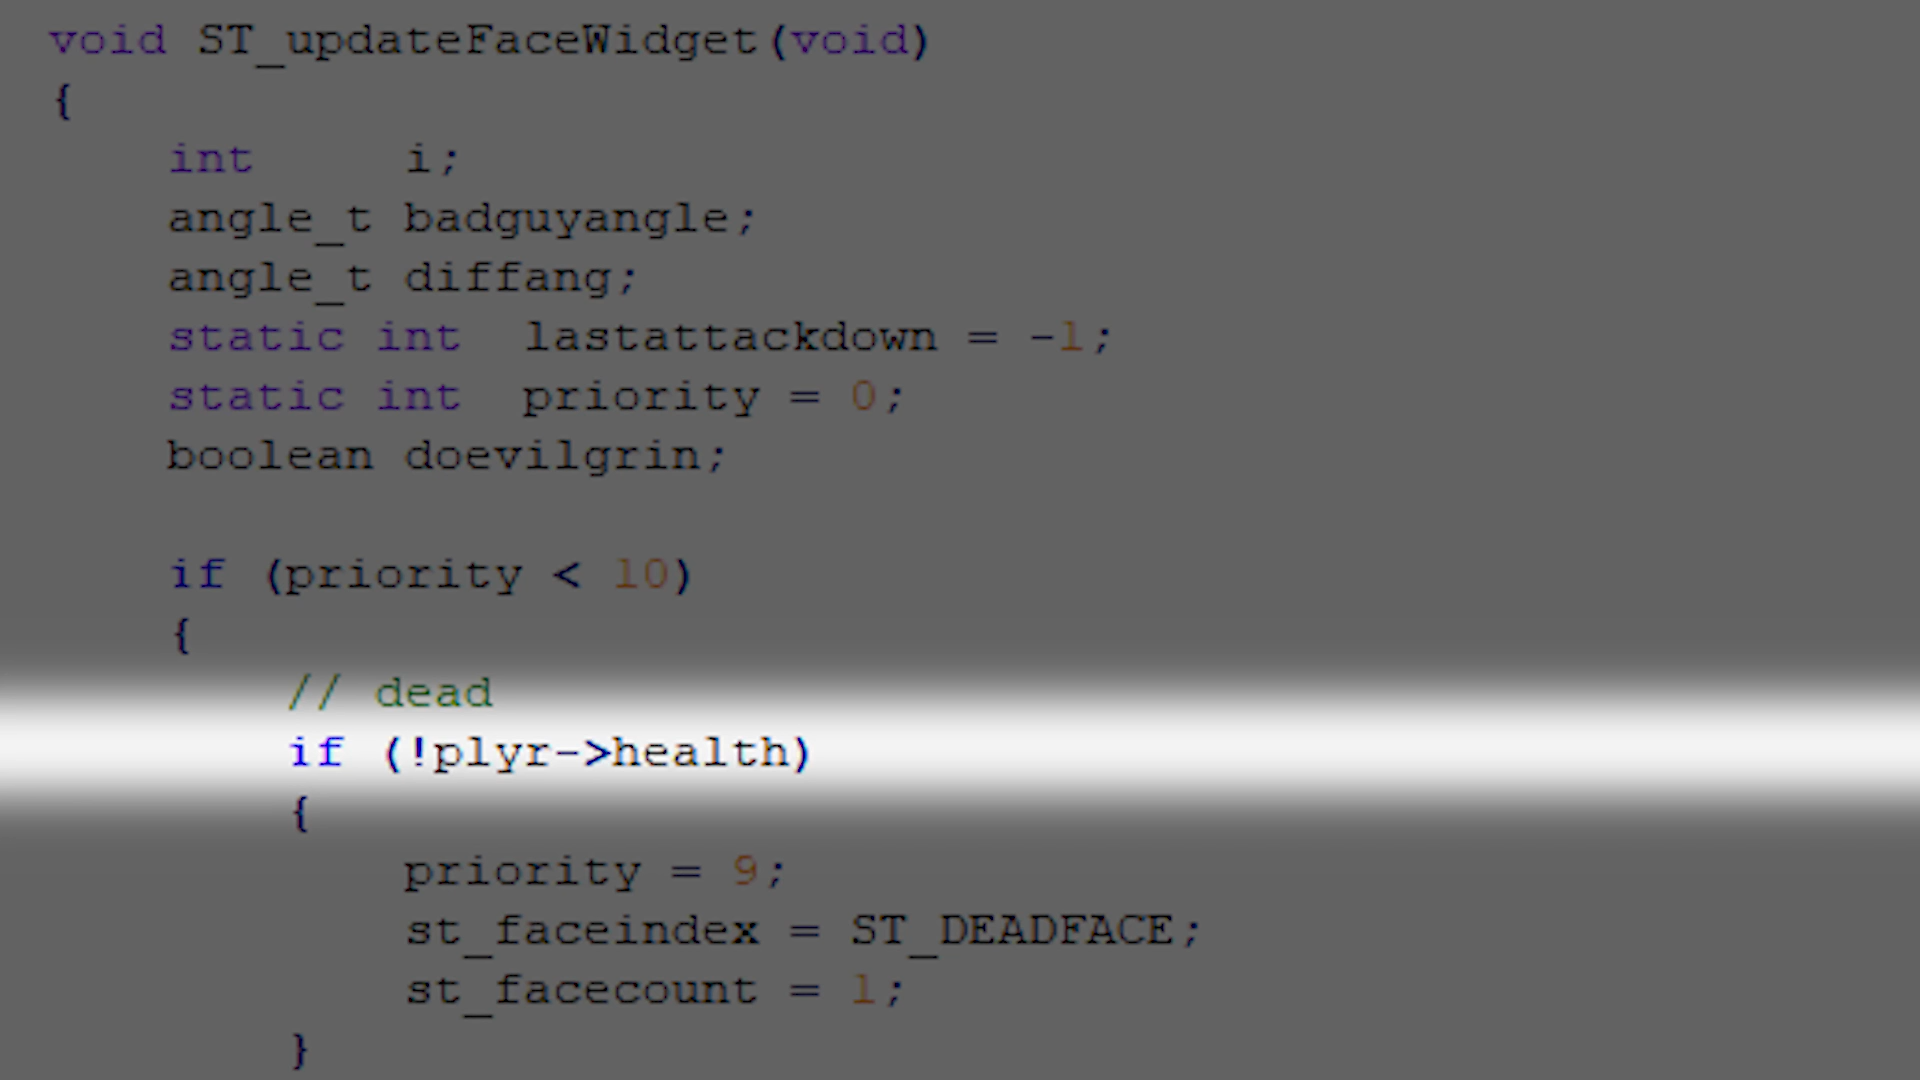 void ST_updateFaceWidget(void)
{
    int     i;
    angle_t badguyangle;
    angle_t diffang;
    static int  lastattackdown = -1;
    static int  priority = 0;
    boolean doevilgrin;

    if (priority < 10)
    {
        // dead
        if (!plyr->health)
        {
            priority = 9;
            st_faceindex = ST_DEADFACE;
            st_facecount = 1;
        }